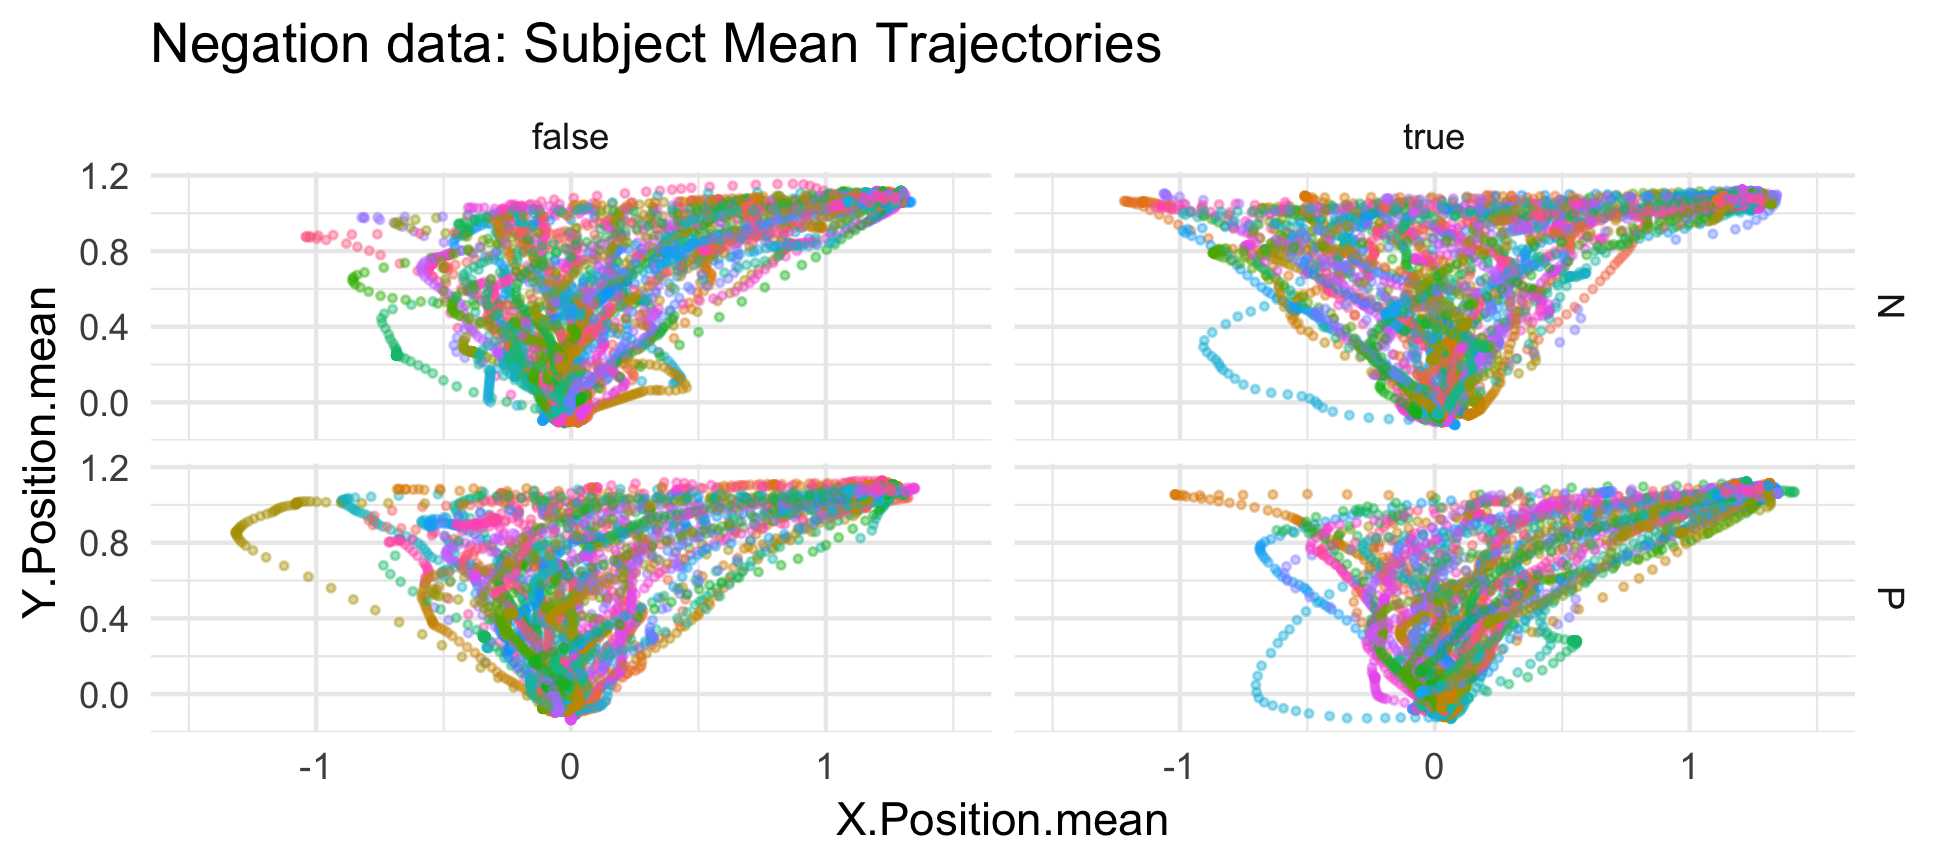 Negation data: Subject Mean Trajectories
false
true
1.2
0.8
0.4
0.0
N
1.2
0.8
0.4
0.0
P
-1
0
1
-1
0
1
Y.Position.mean
X.Position.mean